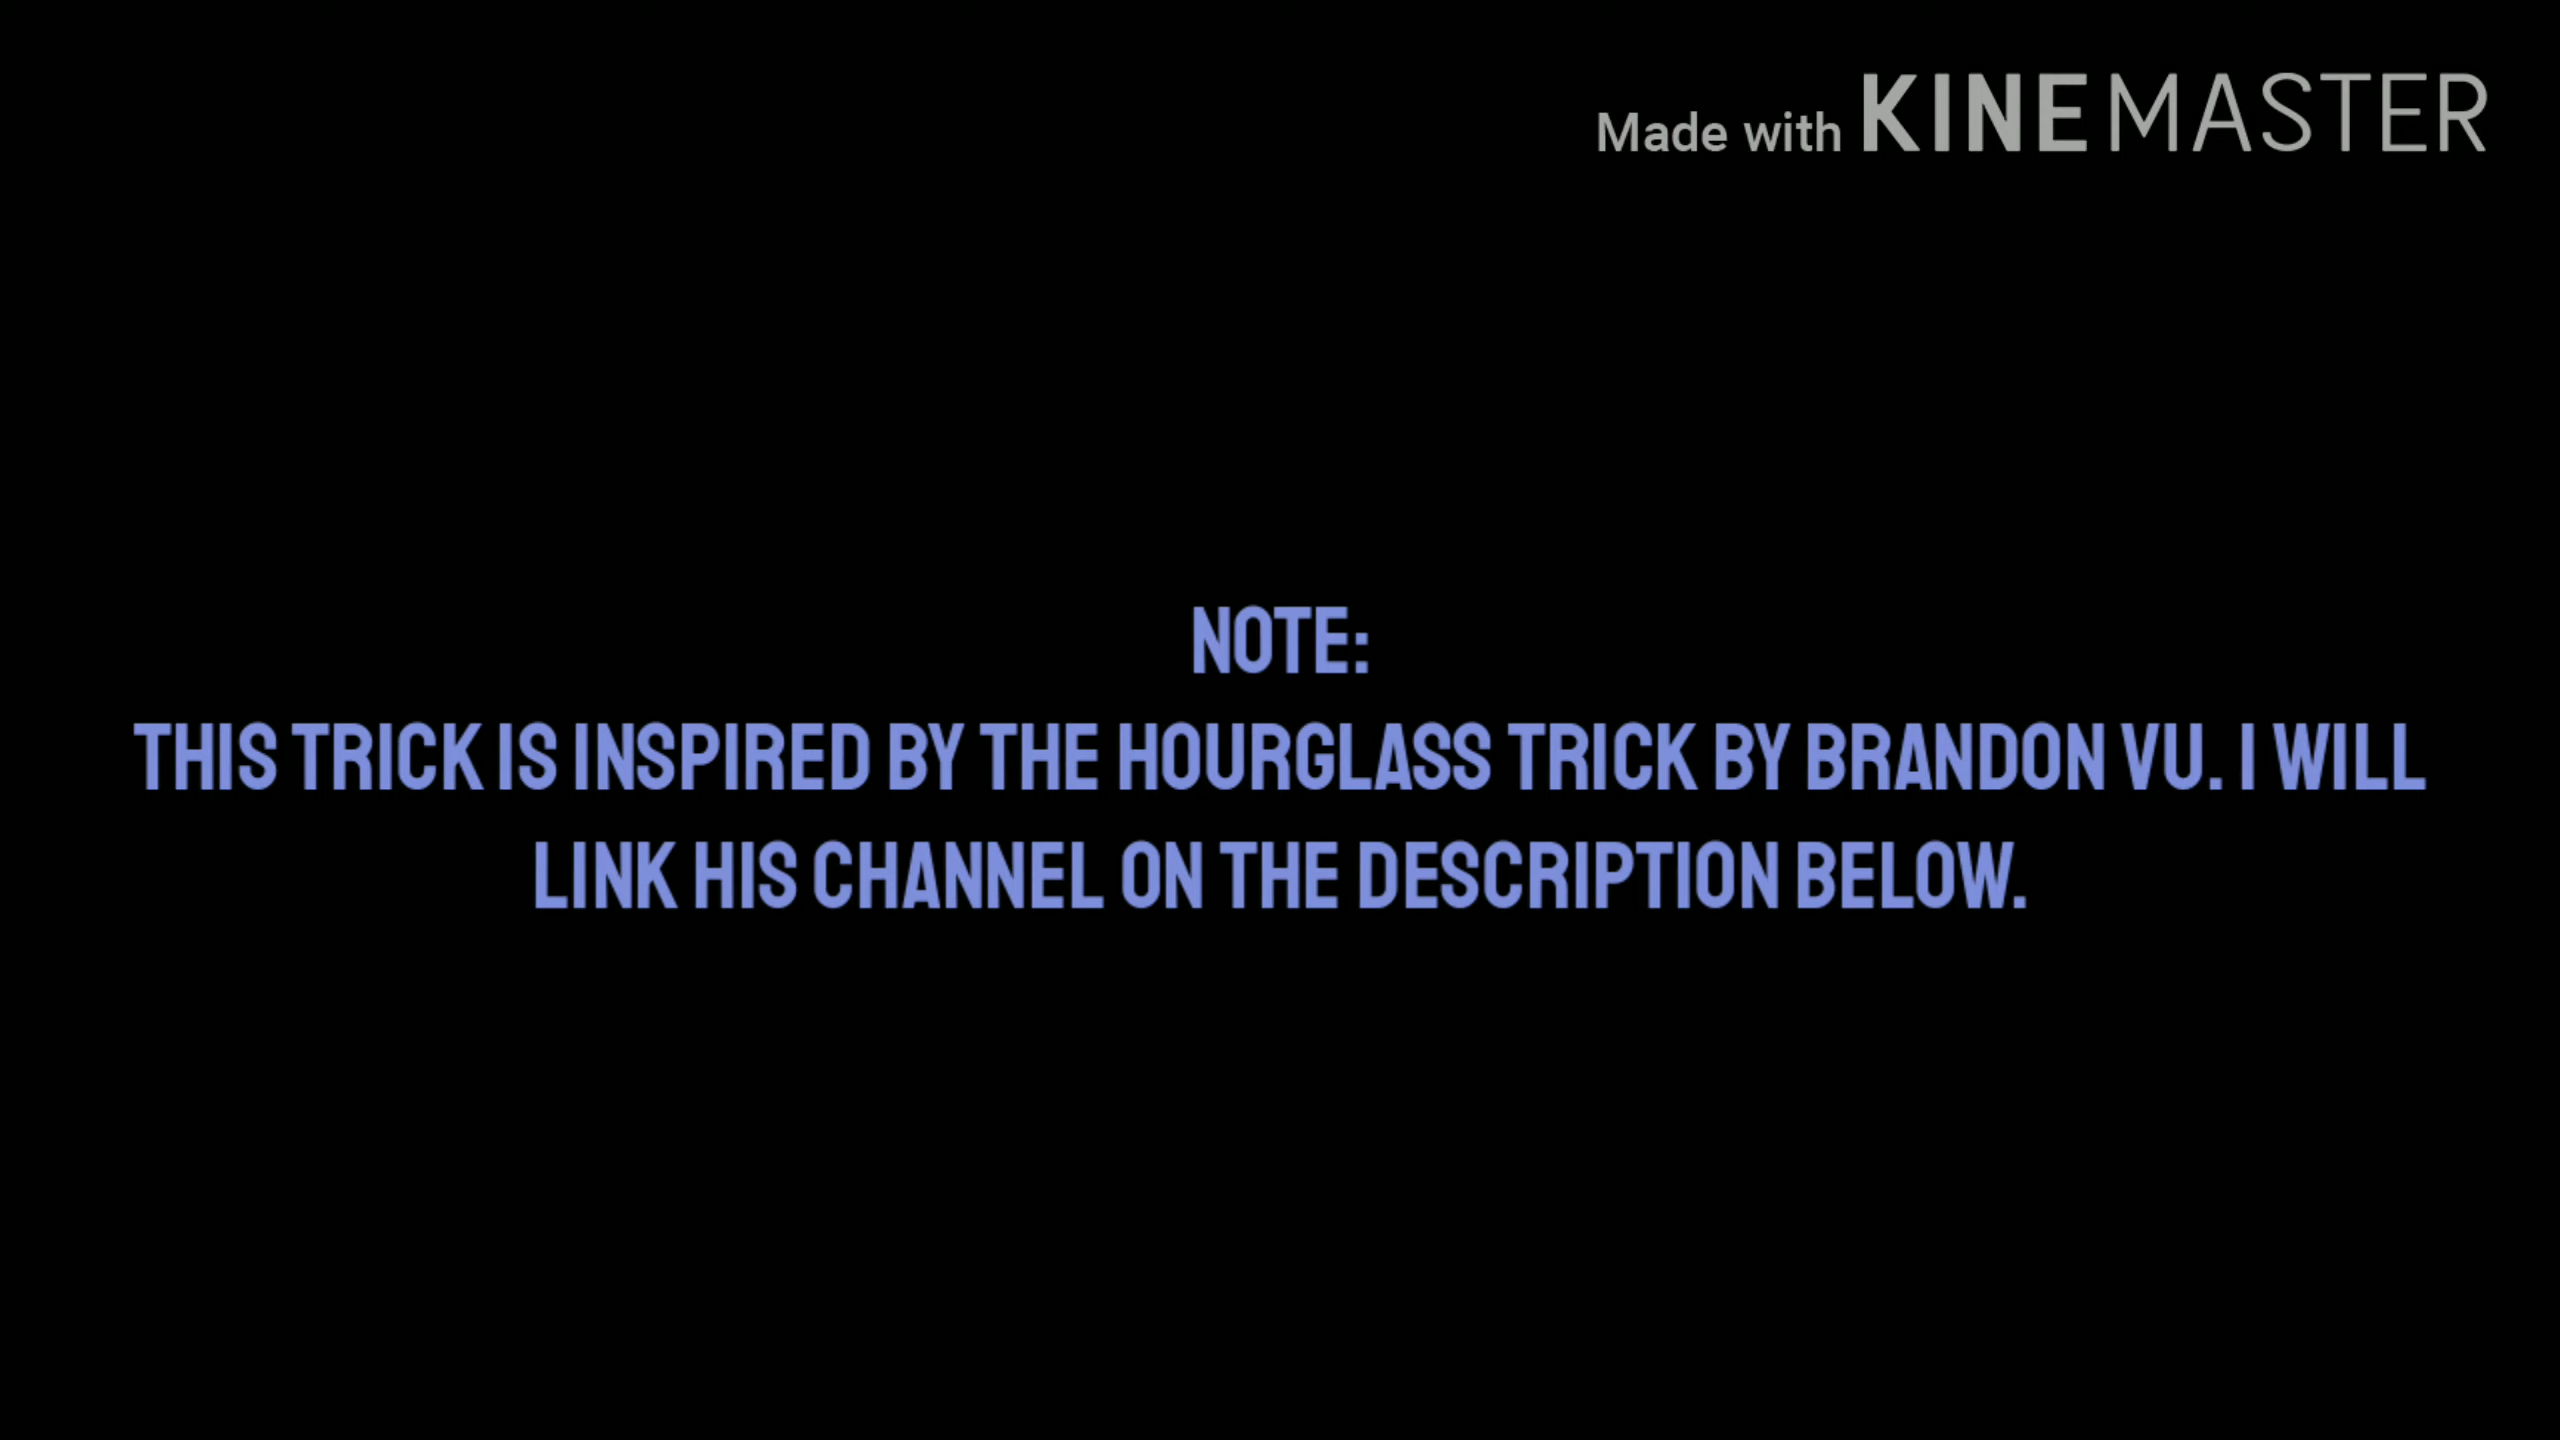 Made with KINEMASTER
NOTE:
THIS TRICK IS INSPIRED BY THE HOURGLASS TRICK BY BRANDON VU. I WILL
LINK HIS CHANNEL ON THE DESCRIPTION BELOW.